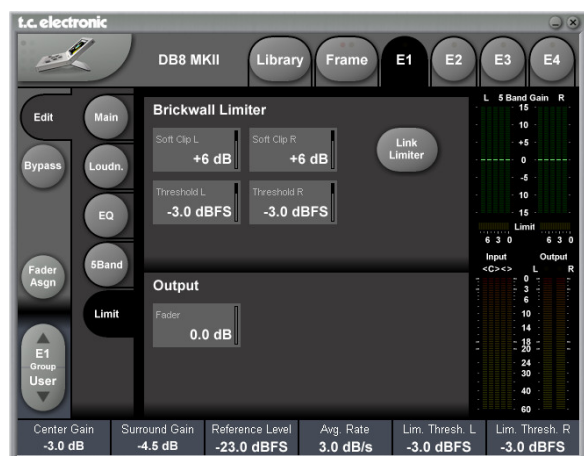 t.c. electronic
DB8 MKII
Library
Frame
E1
E2
E3
E4
Edit
Bypass
Fader
Asgn
E1
Group
User
Main
Loudn.
EQ
5Band
Limit
Brickwall Limiter
Soft Clip L
+6 dB
Soft Clip R
+6 dB
Link
Limiter
Threshold L
-3.0 dBFS
Threshold R
-3.0 dBFS
Output
Fader
0.0 dB
L 5 Band Gain R
15
10
+5
0
-5
10
15
Limit
6 3 0 6 3 0
Input Output
<C><> L R
0
3
6
10
14
18
20
24
30
40
60
Center Gain
-3.0 dB
Surround Gain
-4.5 dB
Reference Level
-23.0 dBFS
Avg. Rate
3.0 dB/s
Lim. Thresh. L
-3.0 dBFS
Lim. Thresh. R
-3.0 dBFS